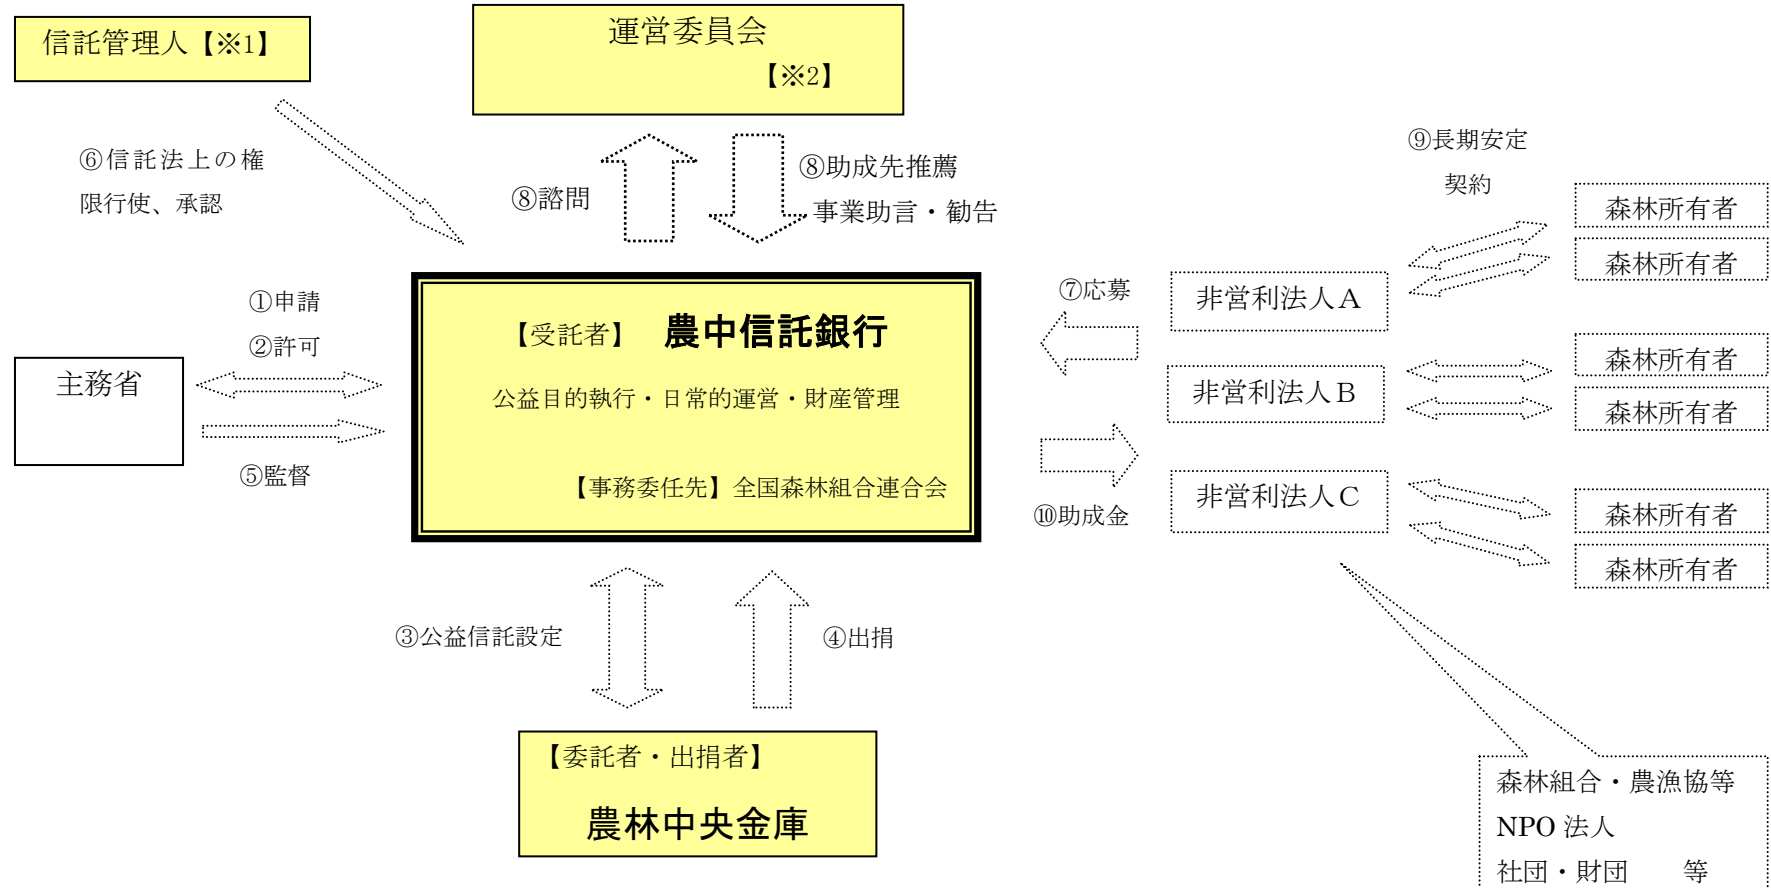 信託管理人【※1】
運営委員会
【※2】
⑥信託法上の権
限行使、承認
⑧諮問
⑧助成先推薦
事業助言・勧告
⑨長期安定
契約
森林所有者
森林所有者
①申請
②許可
主務省
⑤監督
【受託者】 農中信託銀行
公益目的執行・日常的運営・財産管理
【事務委任先】全国森林組合連合会
⑦応募
⑩助成金
非営利法人A
非営利法人B
非営利法人C
森林所有者
森林所有者
森林所有者
森林所有者
③公益信託設定
④出捐
【委託者・出捐者】
農林中央金庫
森林組合・農漁協等
NPO 法人
社団・財団 等